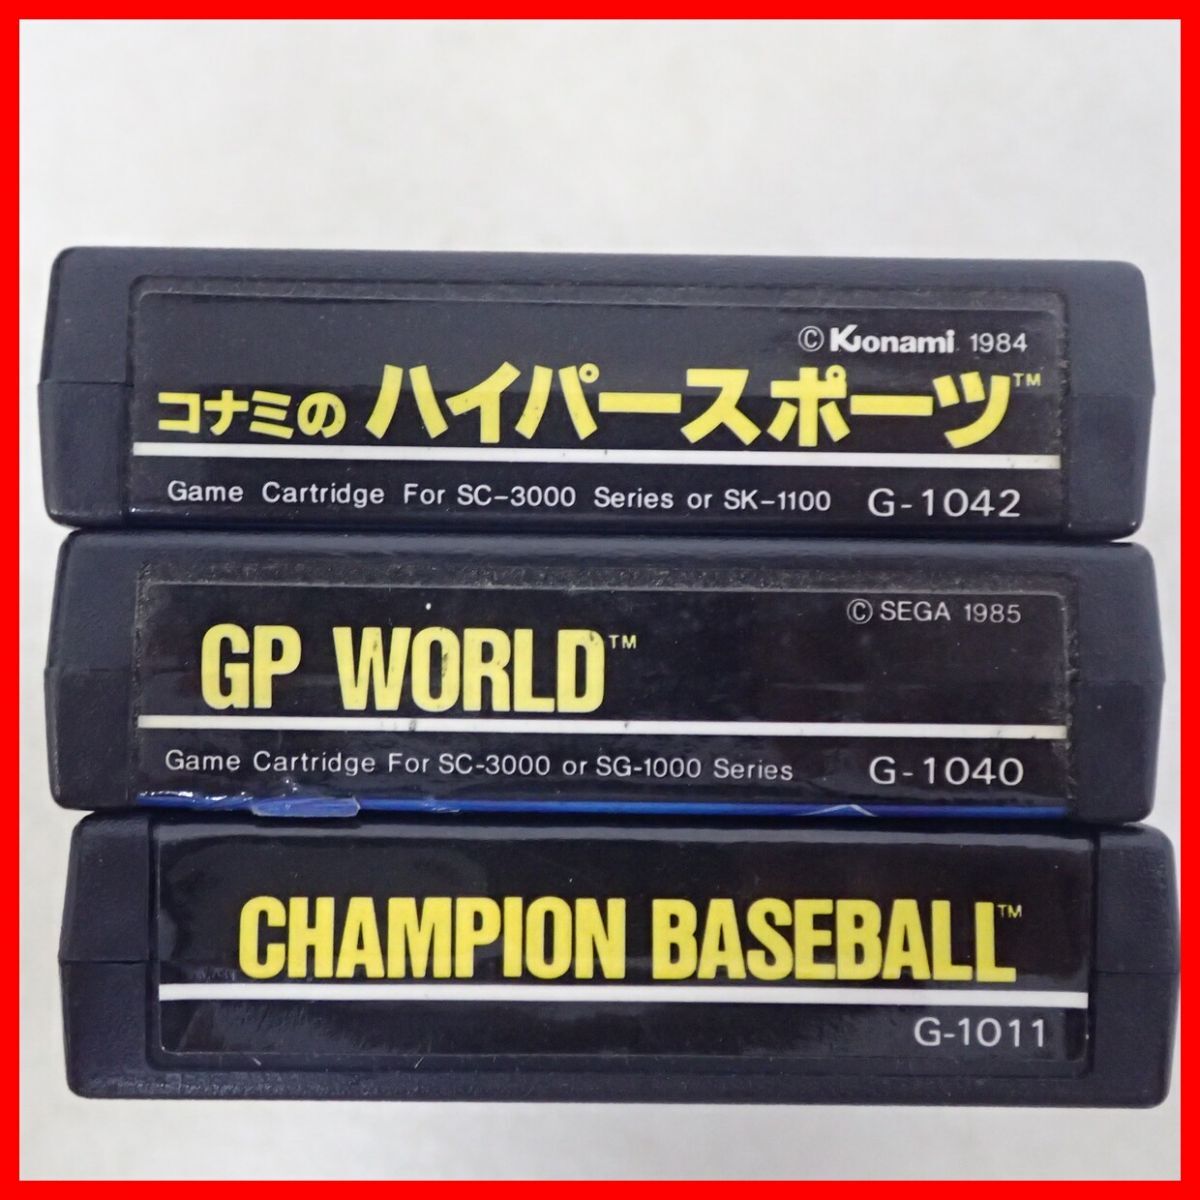 © Konami 1984
コナミの ハイパースポーツ™
Game Cartridge For SC-3000 Series or SK-1100 G-1042
© SEGA 1985
GP WORLD™
Game Cartridge For SC-3000 or SG-1000 Series G-1040
CHAMPION BASEBALL™
G-1011